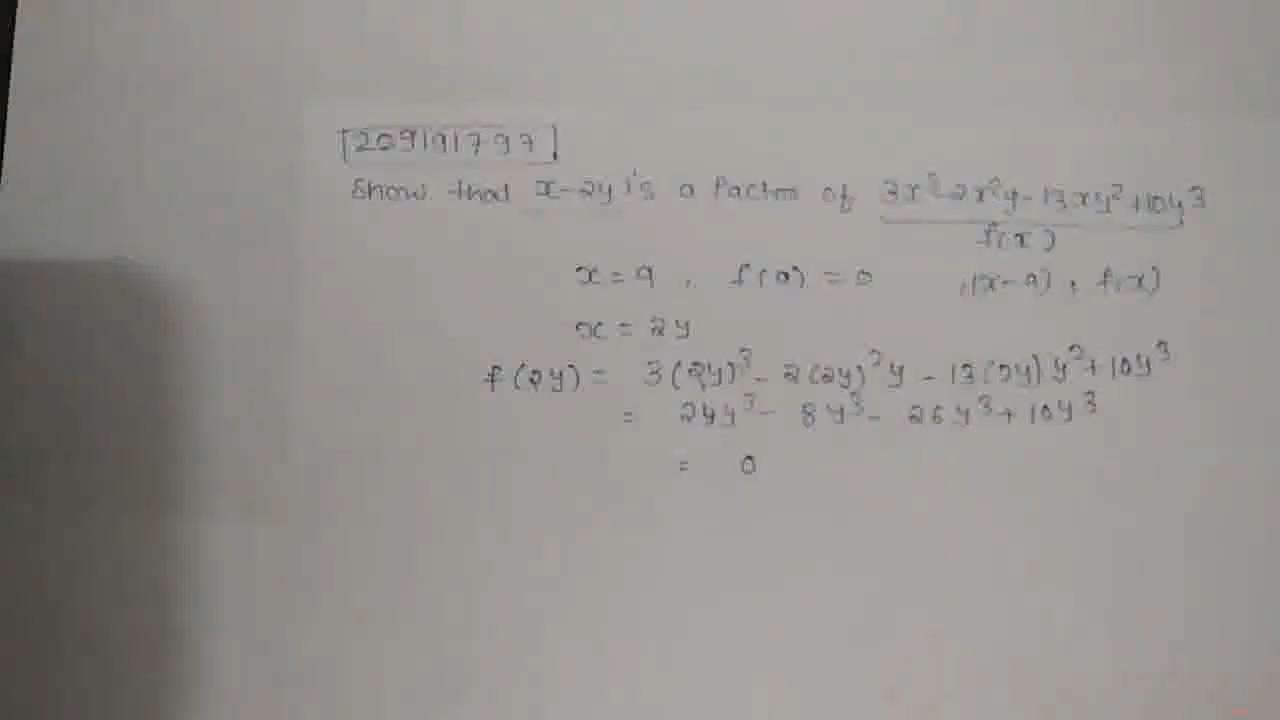 [209191797]
Show that x-2y is a factor of 3x³-2x²y-13xy²+10y³
f(x)
x = a , f(a) = 0 , (x-a) , f(x)
x = 2y
f(2y) = 3(2y)³ - 2(2y)²y - 13(2y)y²+10y³
= 24y³ - 8y³ - 26y³+10y³
= 0